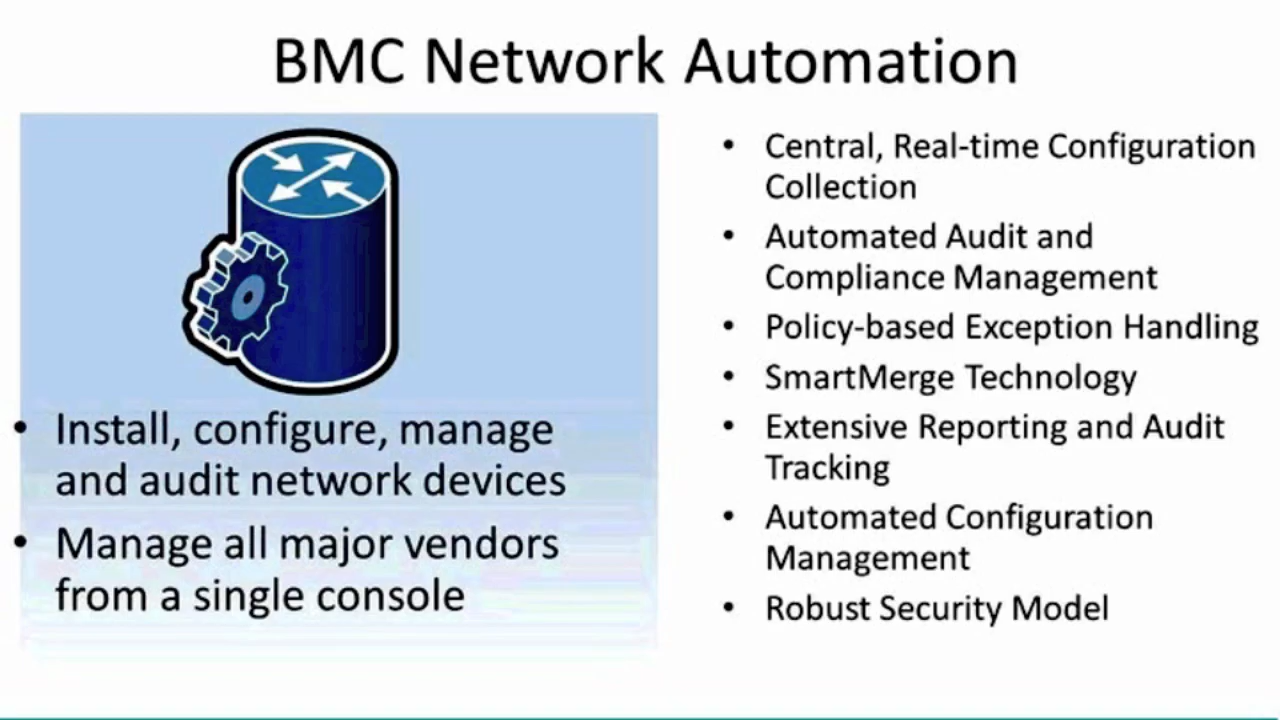 BMC Network Automation
• Install, configure, manage
and audit network devices
• Manage all major vendors
from a single console
• Central, Real-time Configuration
Collection
• Automated Audit and
Compliance Management
• Policy-based Exception Handling
• SmartMerge Technology
• Extensive Reporting and Audit
Tracking
• Automated Configuration
Management
• Robust Security Model